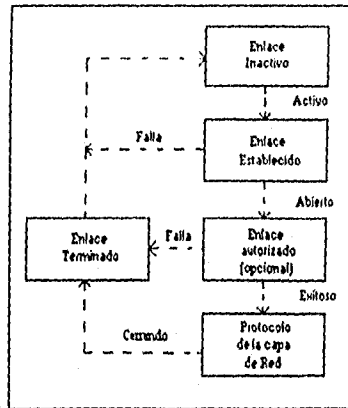 Enlace
Inactivo
Activo
Falla
Enlace
Establecido
Abierto
Enlace
Terminado
Falla
Enlace
autorizado
(opcional)
Exitoso
Cerrando
Protocolo
de la capa
de Red